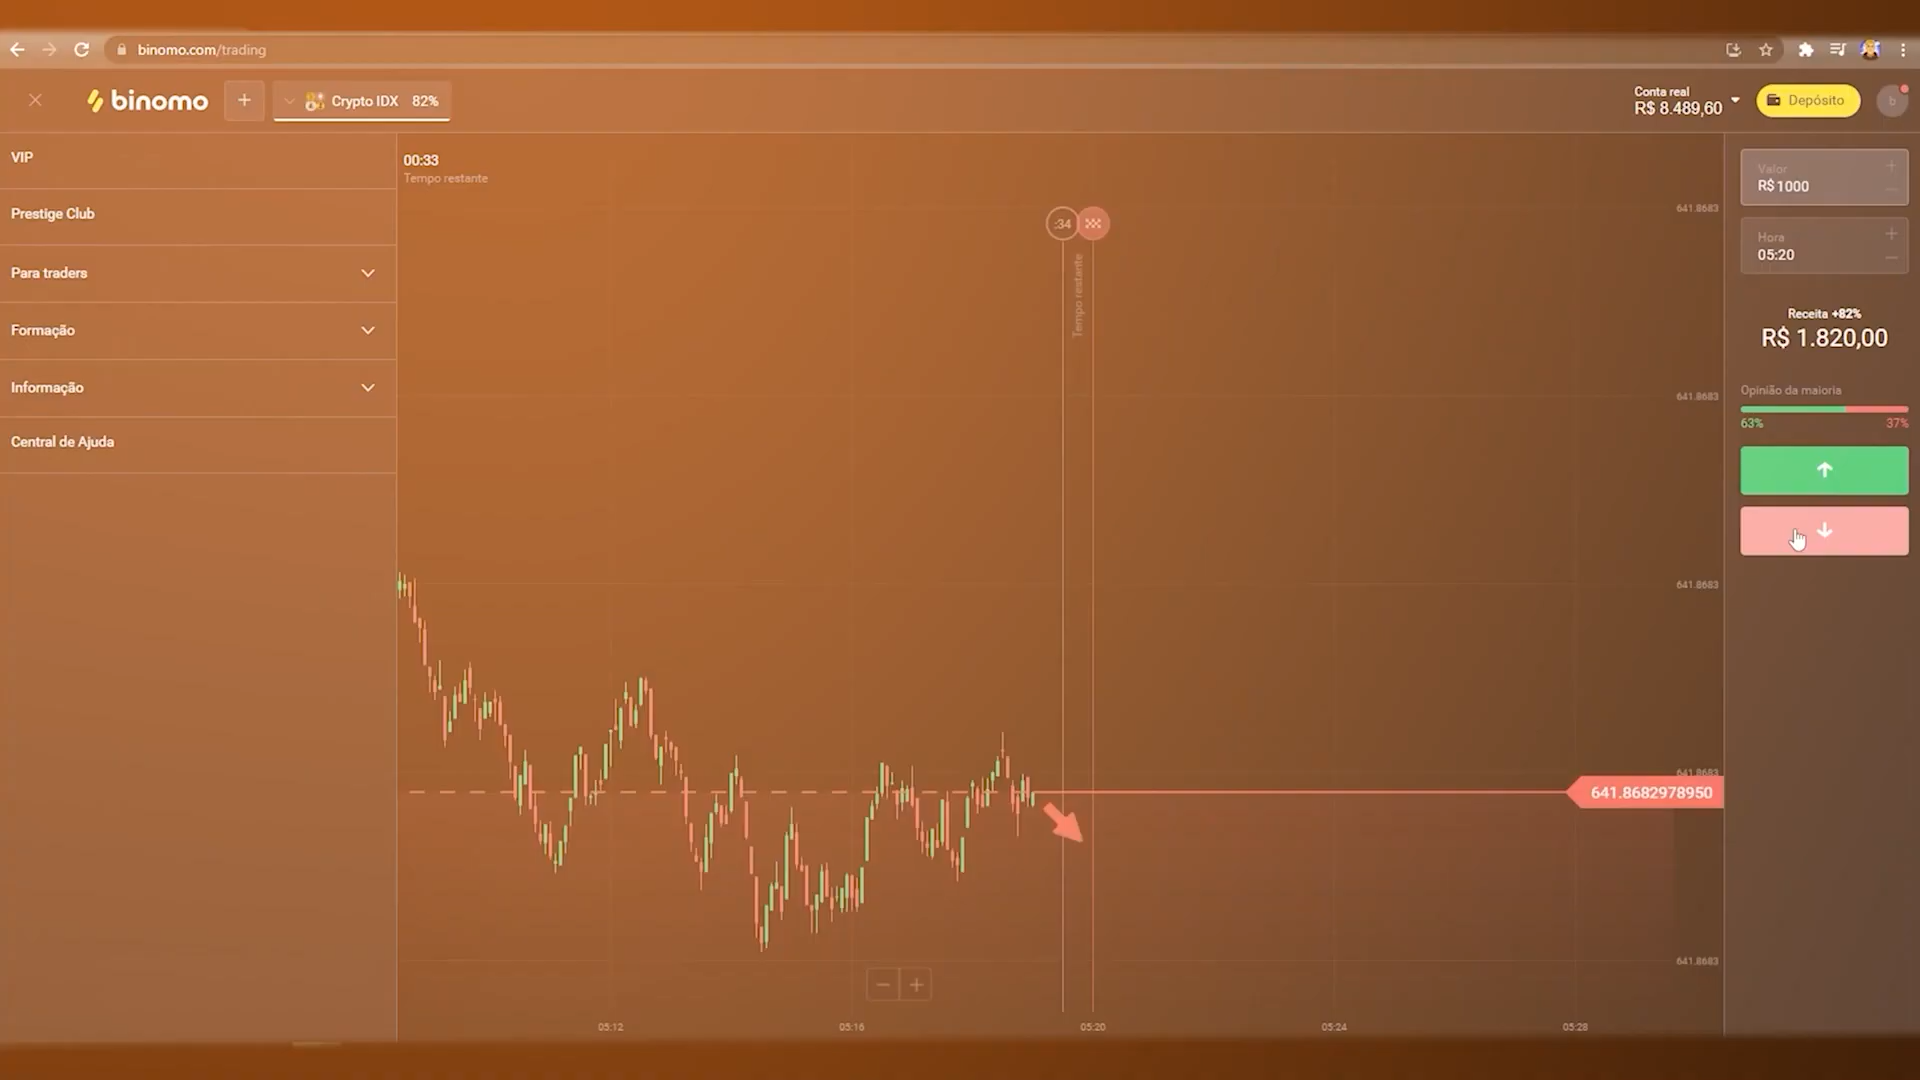 binomo.com/trading
binomo
Crypto IDX 82%
Conta real
R$ 8.489,60
Depósito
b
VIP
Prestige Club
Para traders
Formação
Informação
Central de Ajuda
00:33
Tempo restante
:34
Tempo restante
641.8683
641.8683
641.8683
641.8683
641.8682978950
641.8683
05:12
05:16
05:20
05:24
05:28
Valor
R$1000
Hora
05:20
Receita +82%
R$ 1.820,00
Opinião da maioria
63%
37%